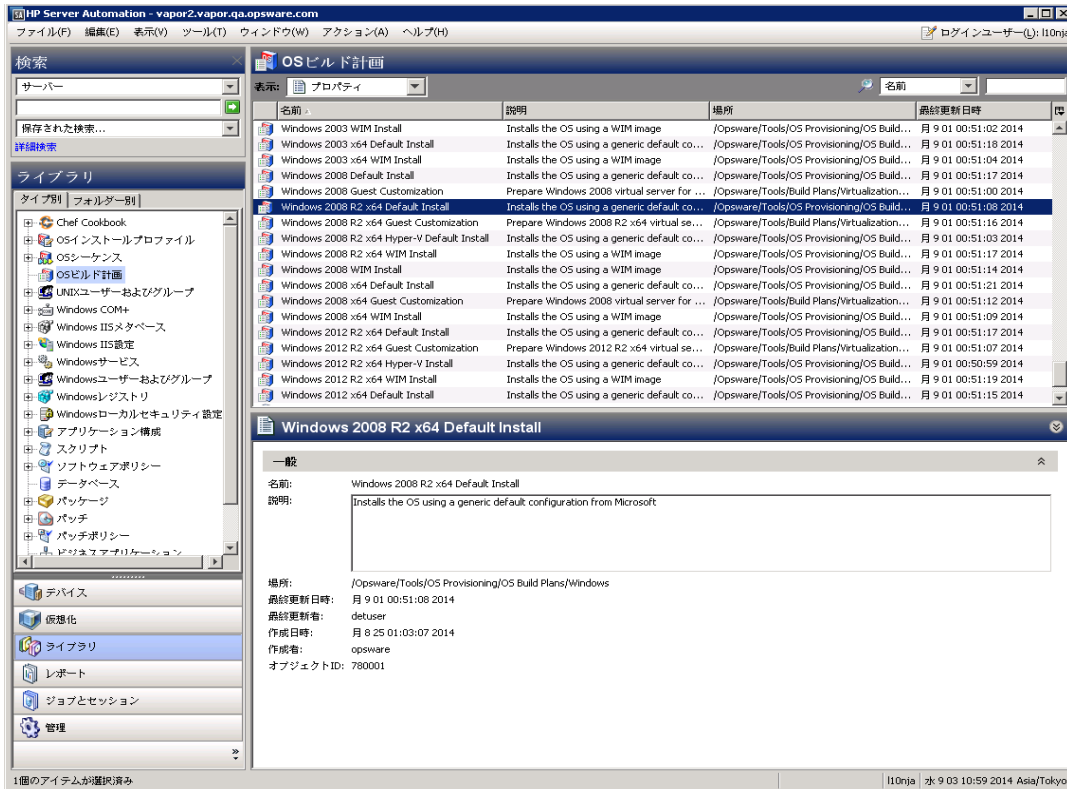 HP Server Automation - vapor2.vapor.qa.opsware.com
ファイル(F) 編集(E) 表示(V) ツール(T) ウィンドウ(W) アクション(A) ヘルプ(H) ログインユーザー(L): l10nja
検索
サーバー
保存された検索...
詳細検索
ライブラリ
タイプ別 フォルダー別
Chef Cookbook
OSインストールプロファイル
OSシーケンス
OSビルド計画
UNIXユーザーおよびグループ
Windows COM+
Windows IISメタベース
Windows IIS設定
Windowsサービス
Windowsユーザーおよびグループ
Windowsレジストリ
Windowsローカルセキュリティ設定
アプリケーション構成
スクリプト
ソフトウェアポリシー
データベース
パッケージ
パッチ
パッチポリシー
ビジネスアプリケーション
デバイス
仮想化
ライブラリ
レポート
ジョブとセッション
管理
OSビルド計画
表示: プロパティ 名前
名前 説明 場所 最終更新日時
Windows 2003 WIM Install Installs the OS using a WIM image /Opsware/Tools/OS Provisioning/OS Build... 月 9 01 00:51:02 2014
Windows 2003 x64 Default Install Installs the OS using a generic default co... /Opsware/Tools/OS Provisioning/OS Build... 月 9 01 00:51:18 2014
Windows 2003 x64 WIM Install Installs the OS using a WIM image /Opsware/Tools/OS Provisioning/OS Build... 月 9 01 00:51:04 2014
Windows 2008 Default Install Installs the OS using a generic default co... /Opsware/Tools/OS Provisioning/OS Build... 月 9 01 00:51:17 2014
Windows 2008 Guest Customization Prepare Windows 2008 virtual server for ... /Opsware/Tools/Build Plans/Virtualization... 月 9 01 00:51:00 2014
Windows 2008 R2 x64 Default Install Installs the OS using a generic default co... /Opsware/Tools/OS Provisioning/OS Build... 月 9 01 00:51:08 2014
Windows 2008 R2 x64 Guest Customization Prepare Windows 2008 R2 x64 virtual se... /Opsware/Tools/Build Plans/Virtualization... 月 9 01 00:51:16 2014
Windows 2008 R2 x64 Hyper-V Default Install Installs the OS using a generic default co... /Opsware/Tools/OS Provisioning/OS Build... 月 9 01 00:51:03 2014
Windows 2008 R2 x64 WIM Install Installs the OS using a WIM image /Opsware/Tools/OS Provisioning/OS Build... 月 9 01 00:51:17 2014
Windows 2008 WIM Install Installs the OS using a WIM image /Opsware/Tools/OS Provisioning/OS Build... 月 9 01 00:51:14 2014
Windows 2008 x64 Default Install Installs the OS using a generic default co... /Opsware/Tools/OS Provisioning/OS Build... 月 9 01 00:51:21 2014
Windows 2008 x64 Guest Customization Prepare Windows 2008 virtual server for ... /Opsware/Tools/Build Plans/Virtualization... 月 9 01 00:51:12 2014
Windows 2008 x64 WIM Install Installs the OS using a WIM image /Opsware/Tools/OS Provisioning/OS Build... 月 9 01 00:51:09 2014
Windows 2012 R2 x64 Default Install Installs the OS using a generic default co... /Opsware/Tools/OS Provisioning/OS Build... 月 9 01 00:51:17 2014
Windows 2012 R2 x64 Guest Customization Prepare Windows 2012 R2 x64 virtual se... /Opsware/Tools/Build Plans/Virtualization... 月 9 01 00:51:07 2014
Windows 2012 R2 x64 Hyper-V Install Installs the OS using a generic default co... /Opsware/Tools/OS Provisioning/OS Build... 月 9 01 00:50:59 2014
Windows 2012 R2 x64 WIM Install Installs the OS using a WIM image /Opsware/Tools/OS Provisioning/OS Build... 月 9 01 00:51:19 2014
Windows 2012 x64 Default Install Installs the OS using a generic default co... /Opsware/Tools/OS Provisioning/OS Build... 月 9 01 00:51:15 2014
Windows 2008 R2 x64 Default Install
一般
名前: Windows 2008 R2 x64 Default Install
説明: Installs the OS using a generic default configuration from Microsoft
場所: /Opsware/Tools/OS Provisioning/OS Build Plans/Windows
最終更新日時: 月 9 01 00:51:08 2014
最終更新者: detuser
作成日時: 月 8 25 01:03:07 2014
作成者: opsware
オブジェクトID: 780001
1個のアイテムが選択済み l10nja 水 9 03 10:59 2014 Asia/Tokyo